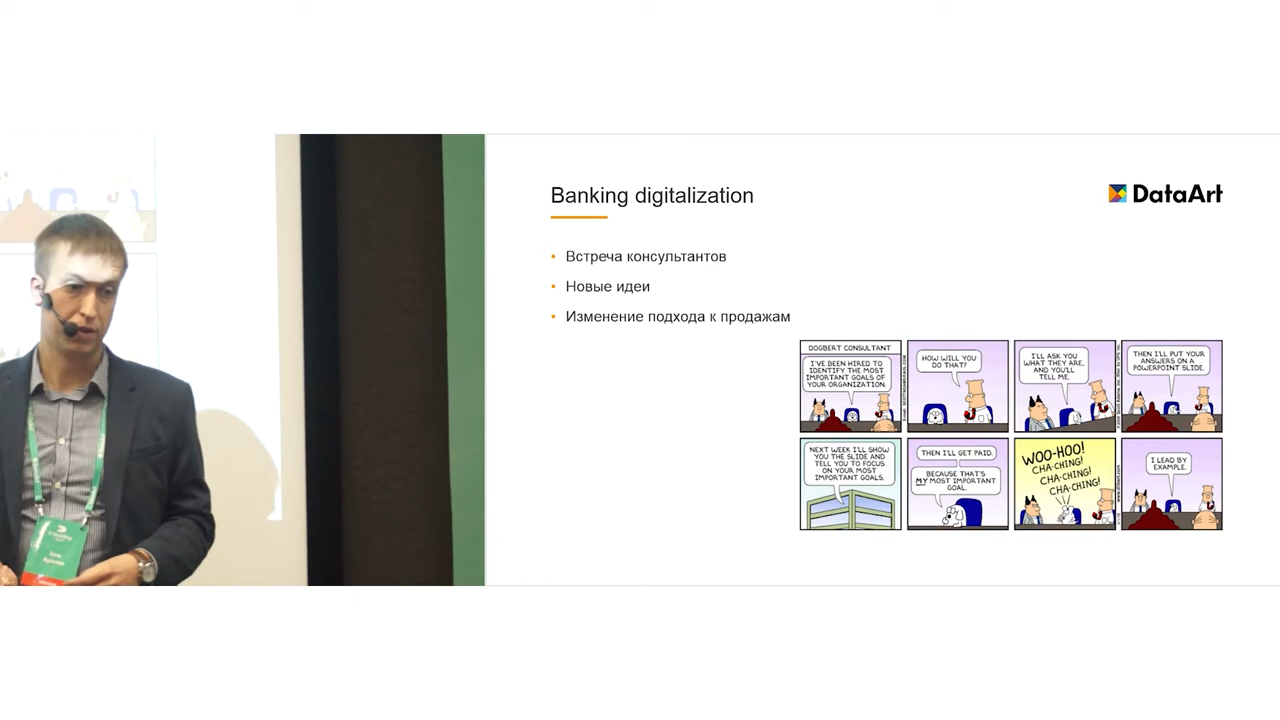 Banking digitalization
DataArt
• Встреча консультантов
• Новые идеи
• Изменение подхода к продажам
DOGBERT CONSULTANT
I'VE BEEN HIRED TO
IDENTIFY THE MOST
IMPORTANT GOALS OF
YOUR ORGANIZATION.
HOW WILL YOU
DO THAT?
I'LL ASK YOU
WHAT THEY ARE,
AND YOU'LL
TELL ME.
THEN I'LL PUT YOUR
ANSWERS ON A
POWERPOINT SLIDE.
NEXT WEEK I'LL SHOW
YOU THE SLIDE AND
TELL YOU TO FOCUS
ON YOUR MOST
IMPORTANT GOALS.
THEN I'LL GET PAID.
BECAUSE THAT'S
MY MOST IMPORTANT
GOAL.
WOO-HOO!
CHA-CHING!
CHA-CHING!
CHA-CHING!
I LEAD BY
EXAMPLE.